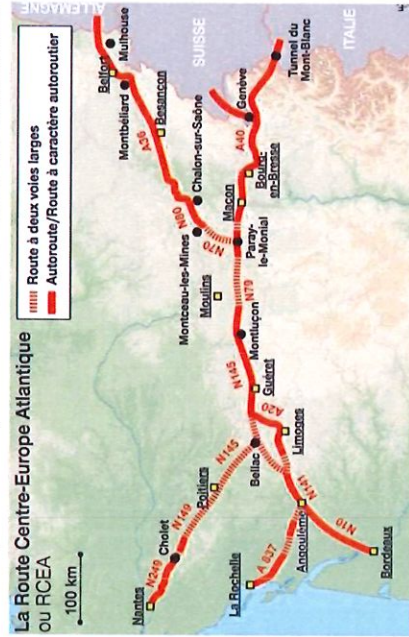 La Route Centre-Europe Atlantique
ou RCEA
100 km
Route à deux voies larges
Autoroute/Route à caractère autoroutier
ALLEMAGNE
SUISSE
ITALIE
Mulhouse
Belfort
Montbéliard
Besançon
A36
Chalon-sur-Saône
N80
Montceau-les-Mines
N70
Genève
A40
Tunnel du
Mont-Blanc
Bourg-
en-Bresse
Macon
Paray-
le-Monial
Moulins
N79
Montluçon
N145
Guéret
A20
Limoges
Bellac
N145
Poitiers
N149
Cholet
N249
Nantes
La Rochelle
A 837
Angoulême
N141
N10
Bordeaux